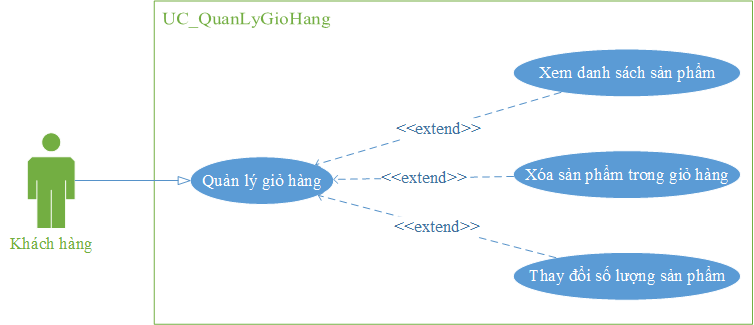 UC_QuanLyGioHang
Xem danh sách sản phẩm
<<extend>>
Quản lý giỏ hàng
<<extend>>
Xóa sản phẩm trong giỏ hàng
<<extend>>
Khách hàng
Thay đổi số lượng sản phẩm